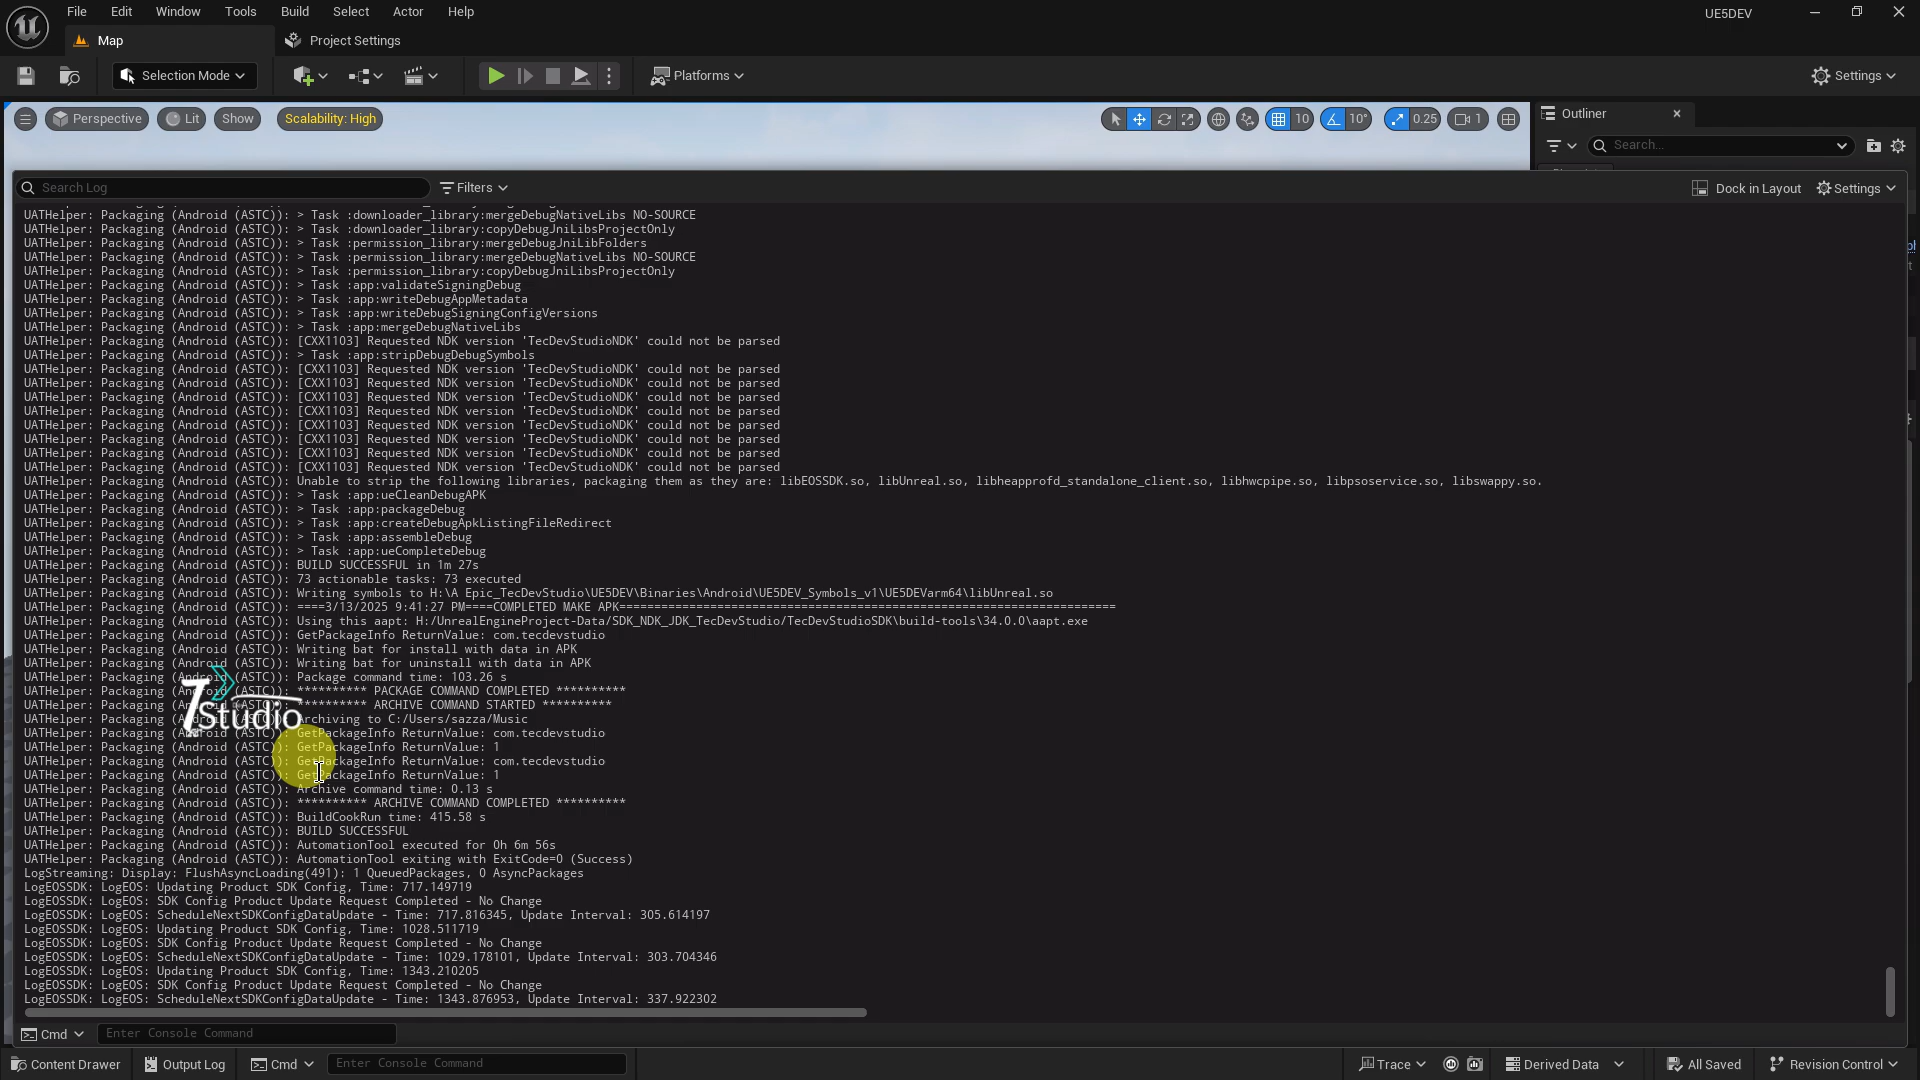 File Edit Window Tools Build Select Actor Help
UE5DEV
Map
Project Settings
Selection Mode
Platforms
Settings
Perspective
Lit
Show
Scalability: High
10
10°
0.25
1
Outliner
Search...
Search Log
Filters
Dock in Layout
Settings
UATHelper: Packaging (Android (ASTC)): > Task :downloader_library:mergeDebugNativeLibs NO-SOURCE
UATHelper: Packaging (Android (ASTC)): > Task :downloader_library:copyDebugJniLibsProjectOnly
UATHelper: Packaging (Android (ASTC)): > Task :permission_library:mergeDebugJniLibFolders
UATHelper: Packaging (Android (ASTC)): > Task :permission_library:mergeDebugNativeLibs NO-SOURCE
UATHelper: Packaging (Android (ASTC)): > Task :permission_library:copyDebugJniLibsProjectOnly
UATHelper: Packaging (Android (ASTC)): > Task :app:validateSigningDebug
UATHelper: Packaging (Android (ASTC)): > Task :app:writeDebugAppMetadata
UATHelper: Packaging (Android (ASTC)): > Task :app:writeDebugSigningConfigVersions
UATHelper: Packaging (Android (ASTC)): > Task :app:mergeDebugNativeLibs
UATHelper: Packaging (Android (ASTC)): [CXX1103] Requested NDK version 'TecDevStudioNDK' could not be parsed
UATHelper: Packaging (Android (ASTC)): > Task :app:stripDebugDebugSymbols
UATHelper: Packaging (Android (ASTC)): [CXX1103] Requested NDK version 'TecDevStudioNDK' could not be parsed
UATHelper: Packaging (Android (ASTC)): [CXX1103] Requested NDK version 'TecDevStudioNDK' could not be parsed
UATHelper: Packaging (Android (ASTC)): [CXX1103] Requested NDK version 'TecDevStudioNDK' could not be parsed
UATHelper: Packaging (Android (ASTC)): [CXX1103] Requested NDK version 'TecDevStudioNDK' could not be parsed
UATHelper: Packaging (Android (ASTC)): [CXX1103] Requested NDK version 'TecDevStudioNDK' could not be parsed
UATHelper: Packaging (Android (ASTC)): [CXX1103] Requested NDK version 'TecDevStudioNDK' could not be parsed
UATHelper: Packaging (Android (ASTC)): [CXX1103] Requested NDK version 'TecDevStudioNDK' could not be parsed
UATHelper: Packaging (Android (ASTC)): [CXX1103] Requested NDK version 'TecDevStudioNDK' could not be parsed
UATHelper: Packaging (Android (ASTC)): Unable to strip the following libraries, packaging them as they are: libEOSSDK.so, libUnreal.so, libheapprofd_standalone_client.so, libhwcpipe.so, libpsoservice.so, libswappy.so.
UATHelper: Packaging (Android (ASTC)): > Task :app:ueCleanDebugAPK
UATHelper: Packaging (Android (ASTC)): > Task :app:packageDebug
UATHelper: Packaging (Android (ASTC)): > Task :app:createDebugApkListingFileRedirect
UATHelper: Packaging (Android (ASTC)): > Task :app:assembleDebug
UATHelper: Packaging (Android (ASTC)): > Task :app:ueCompleteDebug
UATHelper: Packaging (Android (ASTC)): BUILD SUCCESSFUL in 1m 27s
UATHelper: Packaging (Android (ASTC)): 73 actionable tasks: 73 executed
UATHelper: Packaging (Android (ASTC)): Writing symbols to H:\A Epic_TecDevStudio\UE5DEV\Binaries\Android\UE5DEV_Symbols_v1\UE5DEVarm64\libUnreal.so
UATHelper: Packaging (Android (ASTC)): ====3/13/2025 9:41:27 PM====COMPLETED MAKE APK=======================================================================
UATHelper: Packaging (Android (ASTC)): Using this aapt: H:/UnrealEngineProject-Data/SDK_NDK_JDK_TecDevStudio/TecDevStudioSDK\build-tools\34.0.0\aapt.exe
UATHelper: Packaging (Android (ASTC)): GetPackageInfo ReturnValue: com.tecdevstudio
UATHelper: Packaging (Android (ASTC)): Writing bat for install with data in APK
UATHelper: Packaging (Android (ASTC)): Writing bat for uninstall with data in APK
UATHelper: Packaging (Android (ASTC)): Package command time: 103.26 s
UATHelper: Packaging (Android (ASTC)): ********** PACKAGE COMMAND COMPLETED **********
UATHelper: Packaging (Android (ASTC)): ********** ARCHIVE COMMAND STARTED **********
UATHelper: Packaging (Android (ASTC)): Archiving to C:/Users/sazza/Music
UATHelper: Packaging (Android (ASTC)): GetPackageInfo ReturnValue: com.tecdevstudio
UATHelper: Packaging (Android (ASTC)): GetPackageInfo ReturnValue: 1
UATHelper: Packaging (Android (ASTC)): GetPackageInfo ReturnValue: com.tecdevstudio
UATHelper: Packaging (Android (ASTC)): GetPackageInfo ReturnValue: 1
UATHelper: Packaging (Android (ASTC)): Archive command time: 0.13 s
UATHelper: Packaging (Android (ASTC)): ********** ARCHIVE COMMAND COMPLETED **********
UATHelper: Packaging (Android (ASTC)): BuildCookRun time: 415.58 s
UATHelper: Packaging (Android (ASTC)): BUILD SUCCESSFUL
UATHelper: Packaging (Android (ASTC)): AutomationTool executed for 0h 6m 56s
UATHelper: Packaging (Android (ASTC)): AutomationTool exiting with ExitCode=0 (Success)
LogStreaming: Display: FlushAsyncLoading(491): 1 QueuedPackages, 0 AsyncPackages
LogEOSSDK: LogEOS: Updating Product SDK Config, Time: 717.149719
LogEOSSDK: LogEOS: SDK Config Product Update Request Completed - No Change
LogEOSSDK: LogEOS: ScheduleNextSDKConfigDataUpdate - Time: 717.816345, Update Interval: 305.614197
LogEOSSDK: LogEOS: Updating Product SDK Config, Time: 1028.511719
LogEOSSDK: LogEOS: SDK Config Product Update Request Completed - No Change
LogEOSSDK: LogEOS: ScheduleNextSDKConfigDataUpdate - Time: 1029.178101, Update Interval: 303.704346
LogEOSSDK: LogEOS: Updating Product SDK Config, Time: 1343.210205
LogEOSSDK: LogEOS: SDK Config Product Update Request Completed - No Change
LogEOSSDK: LogEOS: ScheduleNextSDKConfigDataUpdate - Time: 1343.876953, Update Interval: 337.922302
Studio
Cmd
Enter Console Command
Content Drawer
Output Log
Cmd
Enter Console Command
Trace
Derived Data
All Saved
Revision Control